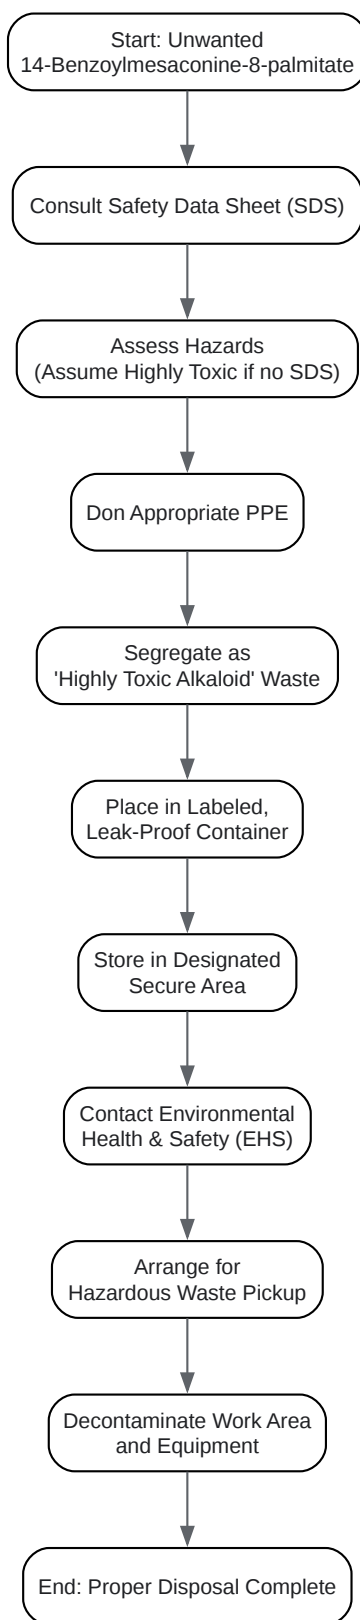 Start: Unwanted
14-Benzoylmesaconine-8-palmitate
Consult Safety Data Sheet (SDS)
Assess Hazards
(Assume Highly Toxic if no SDS)
Don Appropriate PPE
Segregate as
'Highly Toxic Alkaloid' Waste
Place in Labeled,
Leak-Proof Container
Store in Designated
Secure Area
Contact Environmental
Health & Safety (EHS)
Arrange for
Hazardous Waste Pickup
Decontaminate Work Area
and Equipment
End: Proper Disposal Complete